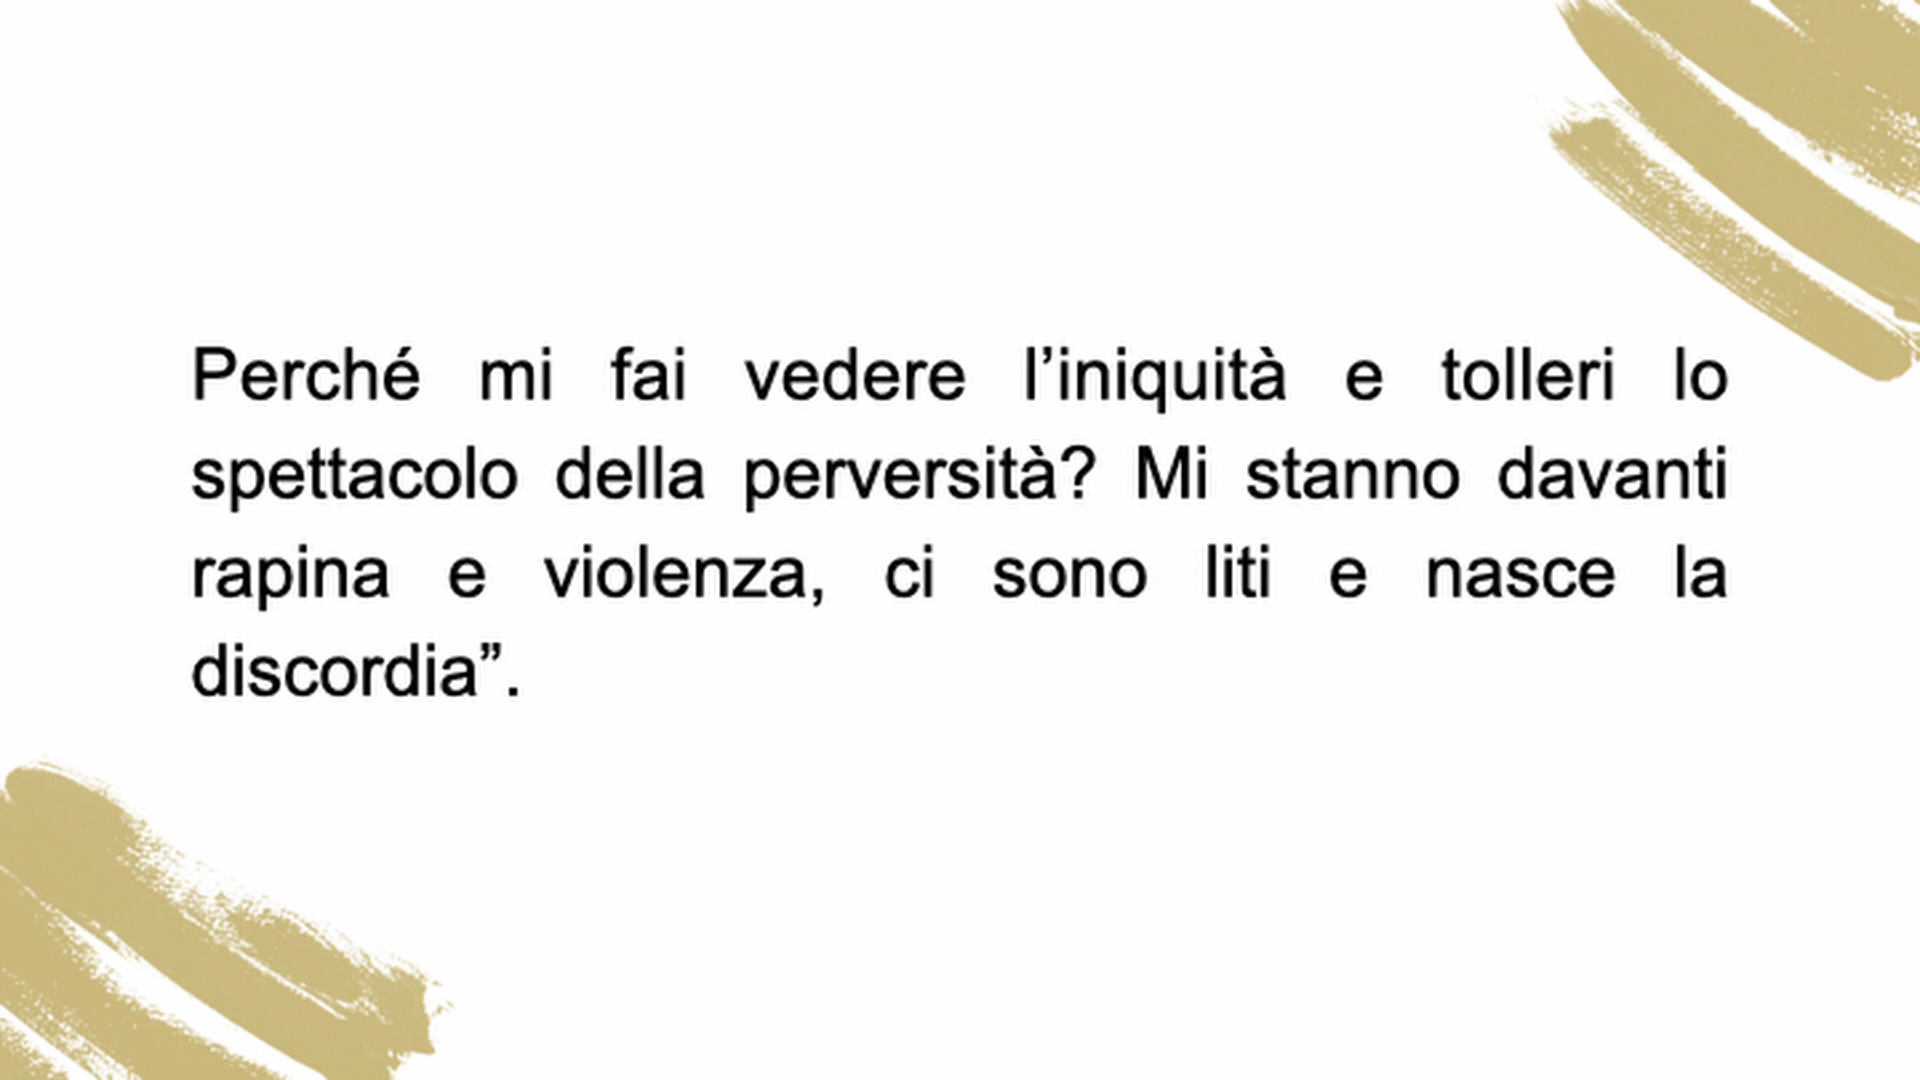 Perché mi fai vedere l’iniquità e tolleri lo
spettacolo della perversità? Mi stanno davanti
rapina e violenza, ci sono liti e nasce la
discordia”.